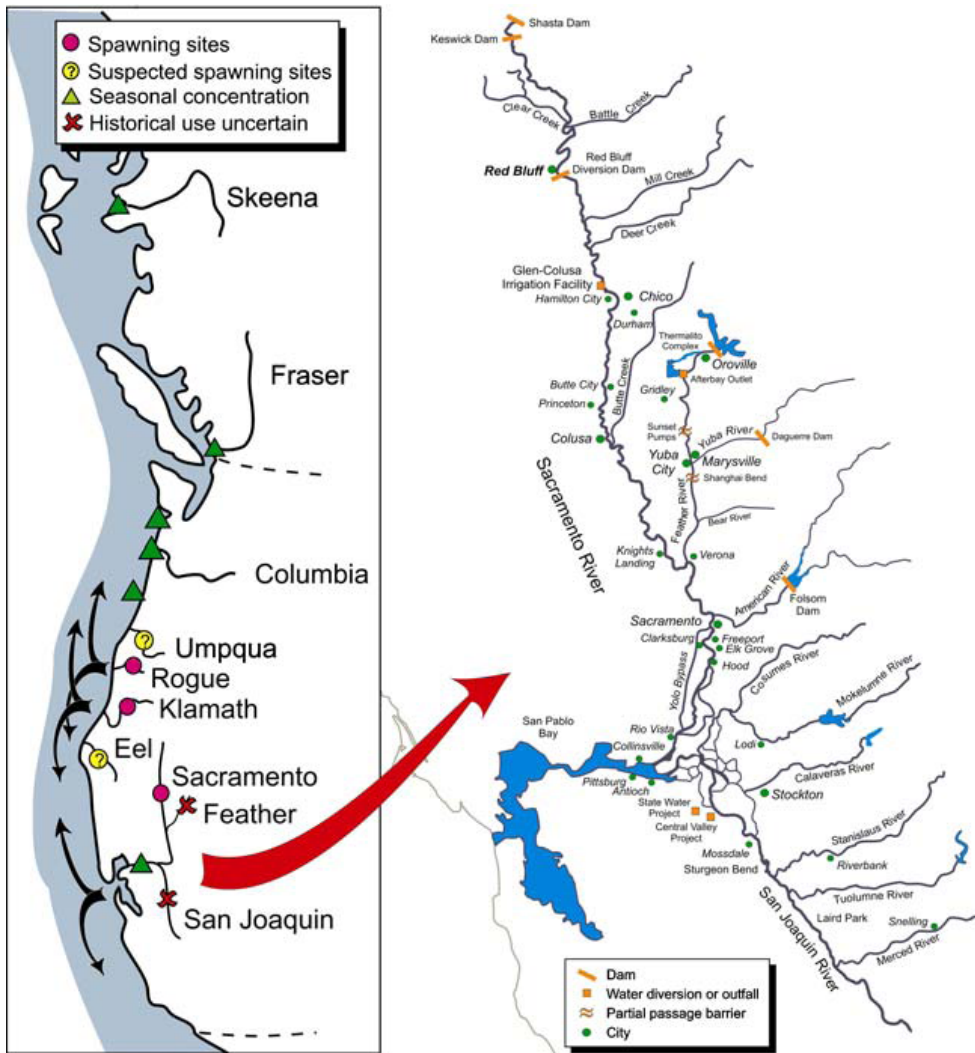 Spawning sites
Suspected spawning sites
Seasonal concentration
Historical use uncertain
Skeena
Fraser
Columbia
Umpqua
Rogue
Klamath
Eel
Sacramento
Feather
San Joaquin
Shasta Dam
Keswick Dam
Clear Creek
Battle Creek
Red Bluff
Red Bluff
Diversion Dam
Mill Creek
Deer Creek
Glen-Colusa
Irrigation Facility
Hamilton City
Chico
Durham
Thermalito
Complex
Oroville
Afterbay Outlet
Butte City
Butte Creek
Gridley
Princeton
Colusa
Sunset
Pumps
Yuba River
Daguerre Dam
Yuba
City
Marysville
Shanghai Bend
Sacramento River
Feather River
Bear River
Knights
Landing
Verona
American River
Folsom
Dam
Sacramento
Clarksburg
Freeport
Elk Grove
Hood
Yolo Bypass
Cosumes River
Mokelumne River
San Pablo
Bay
Rio Vista
Collinsville
Lodi
Calaveras River
Pittsburg
Antioch
Stockton
State Water
Project
Central Valley
Project
Stanislaus River
Mossdale
Riverbank
Sturgeon Bend
Tuolumne River
Laird Park
Snelling
San Joaquin River
Merced River
Dam
Water diversion or outfall
Partial passage barrier
City
?
?
?